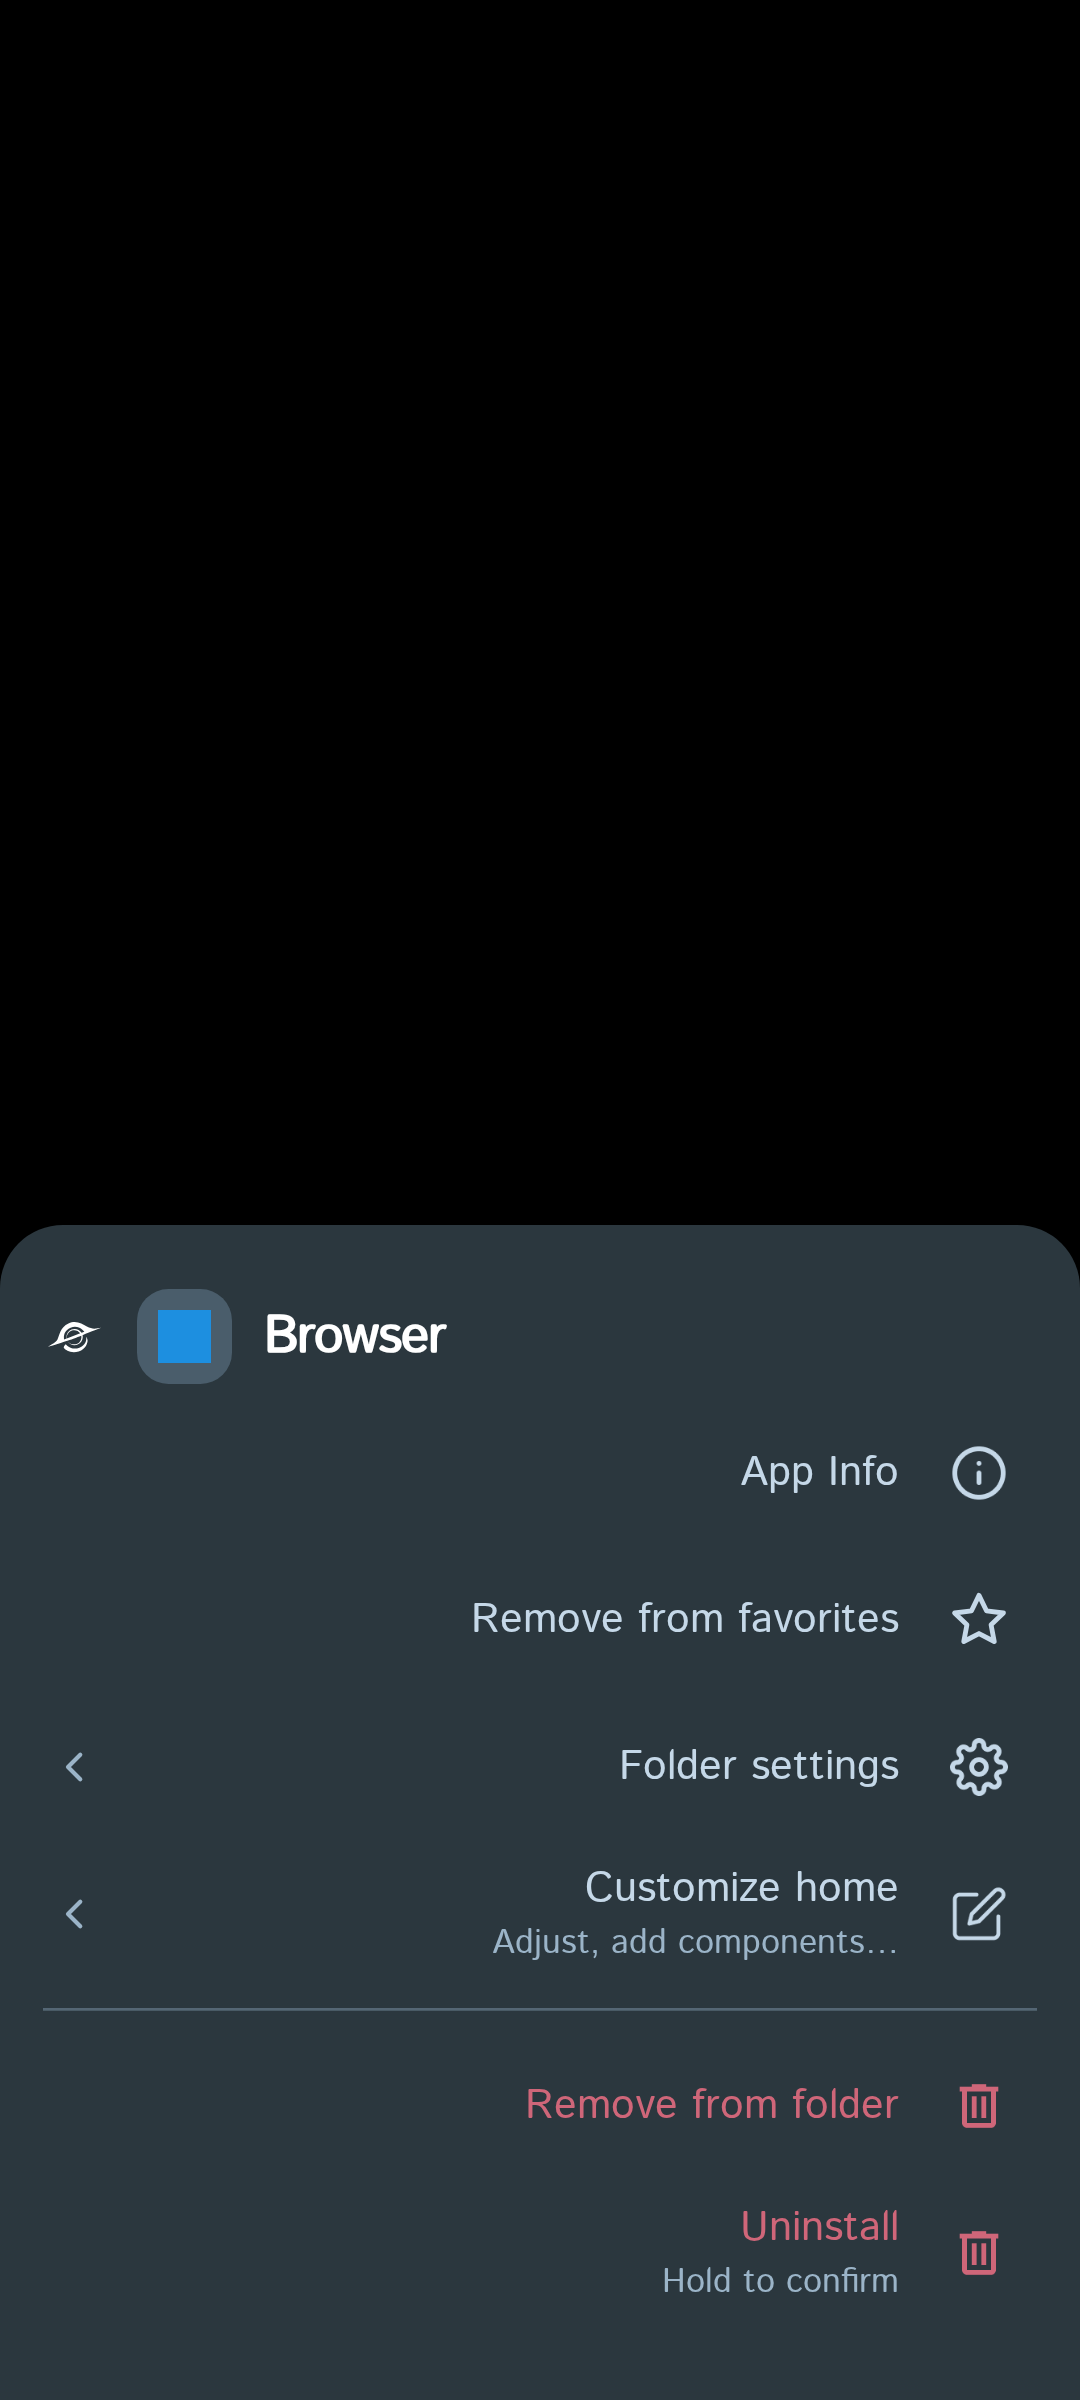 Browser
App Info
Remove from favorites
Folder settings
Customize home
Adjust, add components...
Remove from folder
Uninstall
Hold to confirm